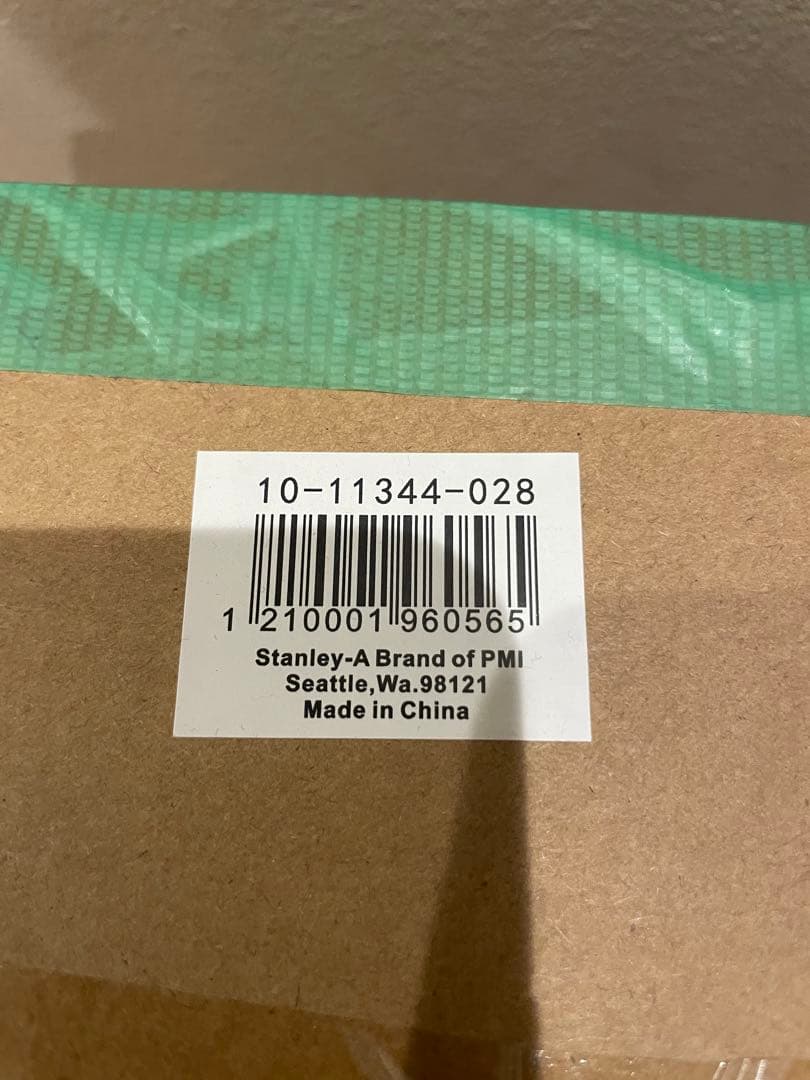 10-11344-028
1 210001 960565
Stanley-A Brand of PMI
Seattle,Wa.98121
Made in China